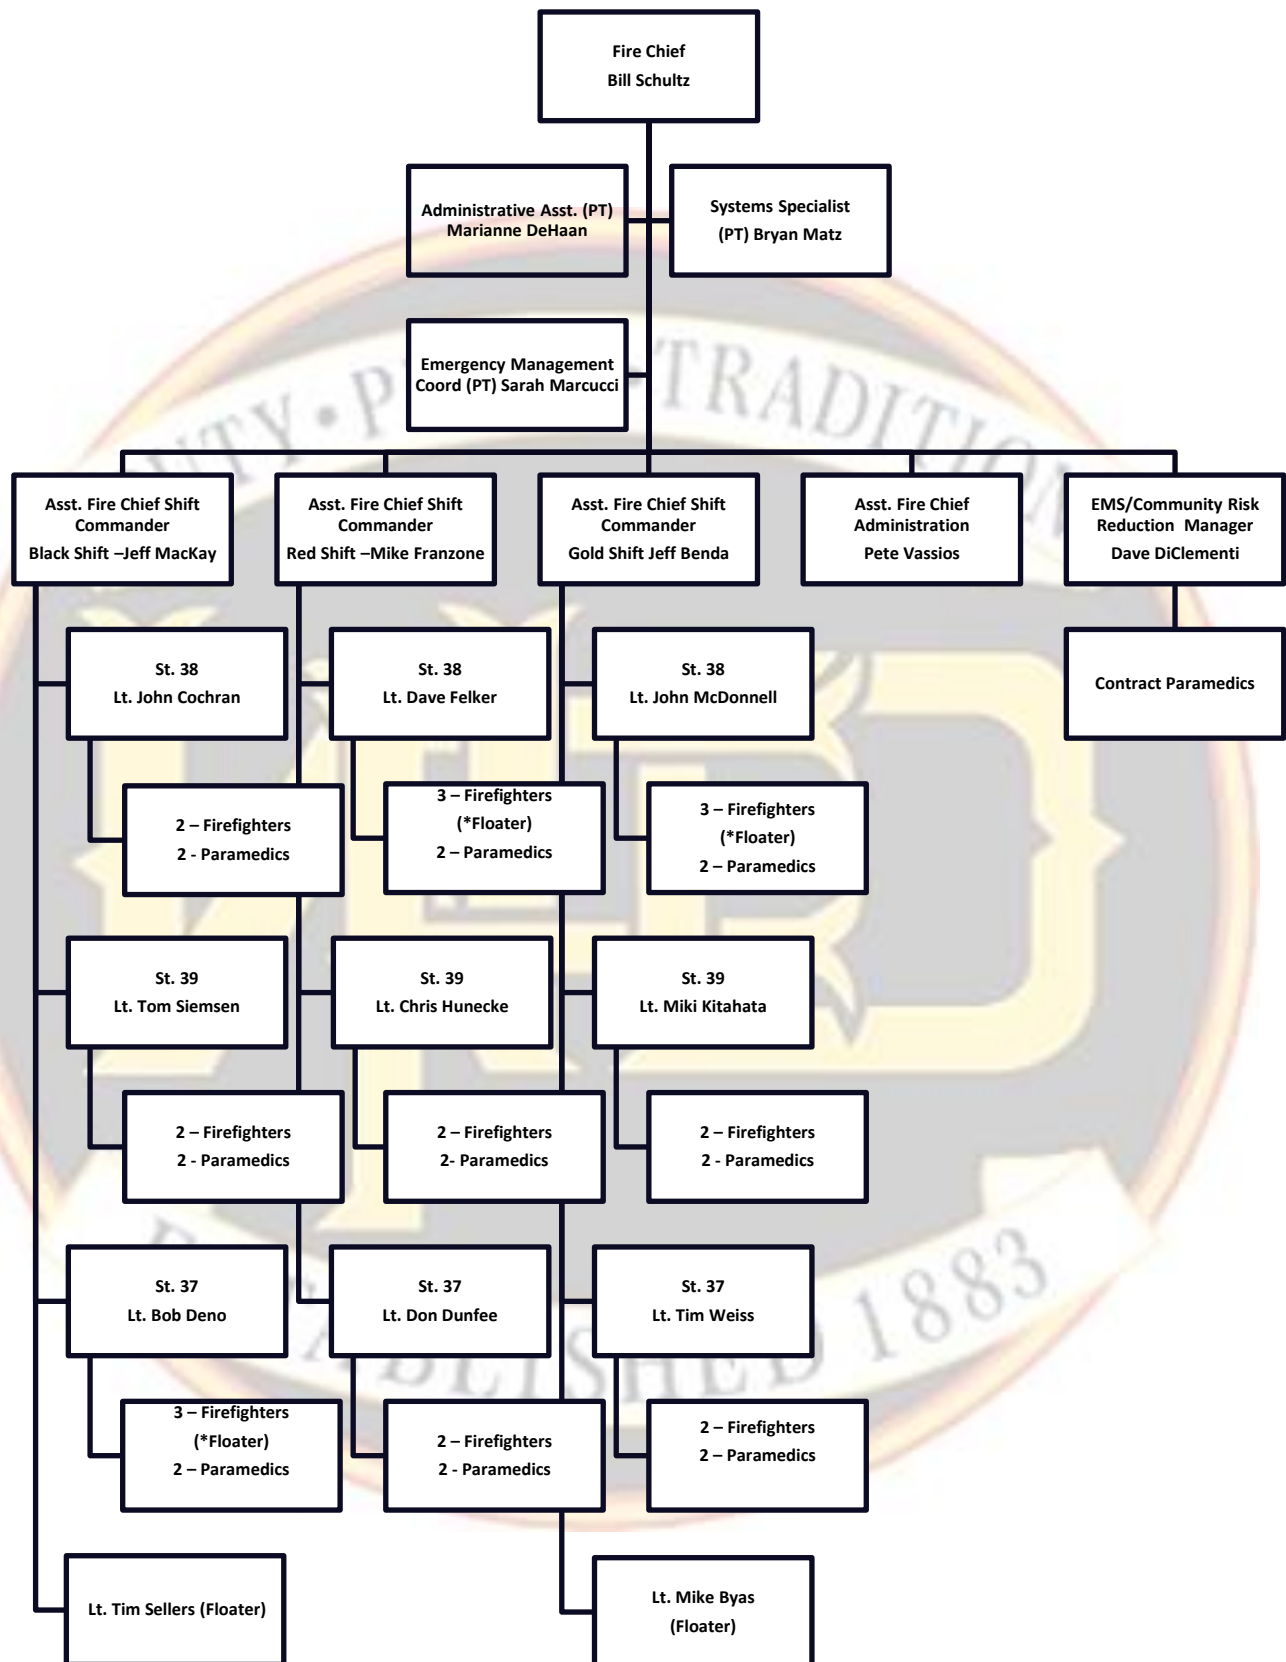 Fire Chief
Bill Schultz
Administrative Asst. (PT)
Marianne DeHaan
Systems Specialist
(PT) Bryan Matz
Emergency Management
Coord (PT) Sarah Marcucci
Asst. Fire Chief Shift
Commander
Black Shift –Jeff MacKay
Asst. Fire Chief Shift
Commander
Red Shift –Mike Franzone
Asst. Fire Chief Shift
Commander
Gold Shift Jeff Benda
Asst. Fire Chief
Administration
Pete Vassios
EMS/Community Risk
Reduction Manager
Dave DiClementi
St. 38
Lt. John Cochran
St. 38
Lt. Dave Felker
St. 38
Lt. John McDonnell
Contract Paramedics
2 – Firefighters
2 - Paramedics
3 – Firefighters
(*Floater)
2 – Paramedics
3 – Firefighters
(*Floater)
2 – Paramedics
St. 39
Lt. Tom Siemsen
St. 39
Lt. Chris Hunecke
St. 39
Lt. Miki Kitahata
2 – Firefighters
2 - Paramedics
2 – Firefighters
2- Paramedics
2 – Firefighters
2 - Paramedics
St. 37
Lt. Bob Deno
St. 37
Lt. Don Dunfee
St. 37
Lt. Tim Weiss
3 – Firefighters
(*Floater)
2 – Paramedics
2 – Firefighters
2 - Paramedics
2 – Firefighters
2 – Paramedics
Lt. Tim Sellers (Floater)
Lt. Mike Byas
(Floater)
TRADITION
1883